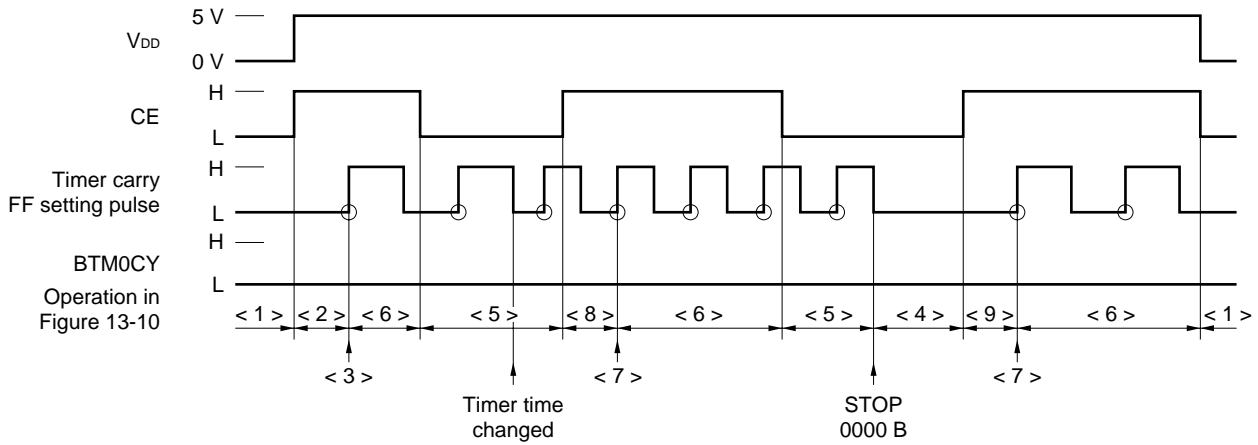 5 V
VDD
0 V
H
CE
L
H
Timer carry
FF setting pulse
L
H
BTM0CY
L
Operation in
Figure 13-10
< 1 > < 2 > < 6 > < 5 > < 8 > < 6 > < 5 > < 4 > < 9 > < 6 > < 1 >
< 3 > < 7 > < 7 >
Timer time
changed
STOP
0000 B